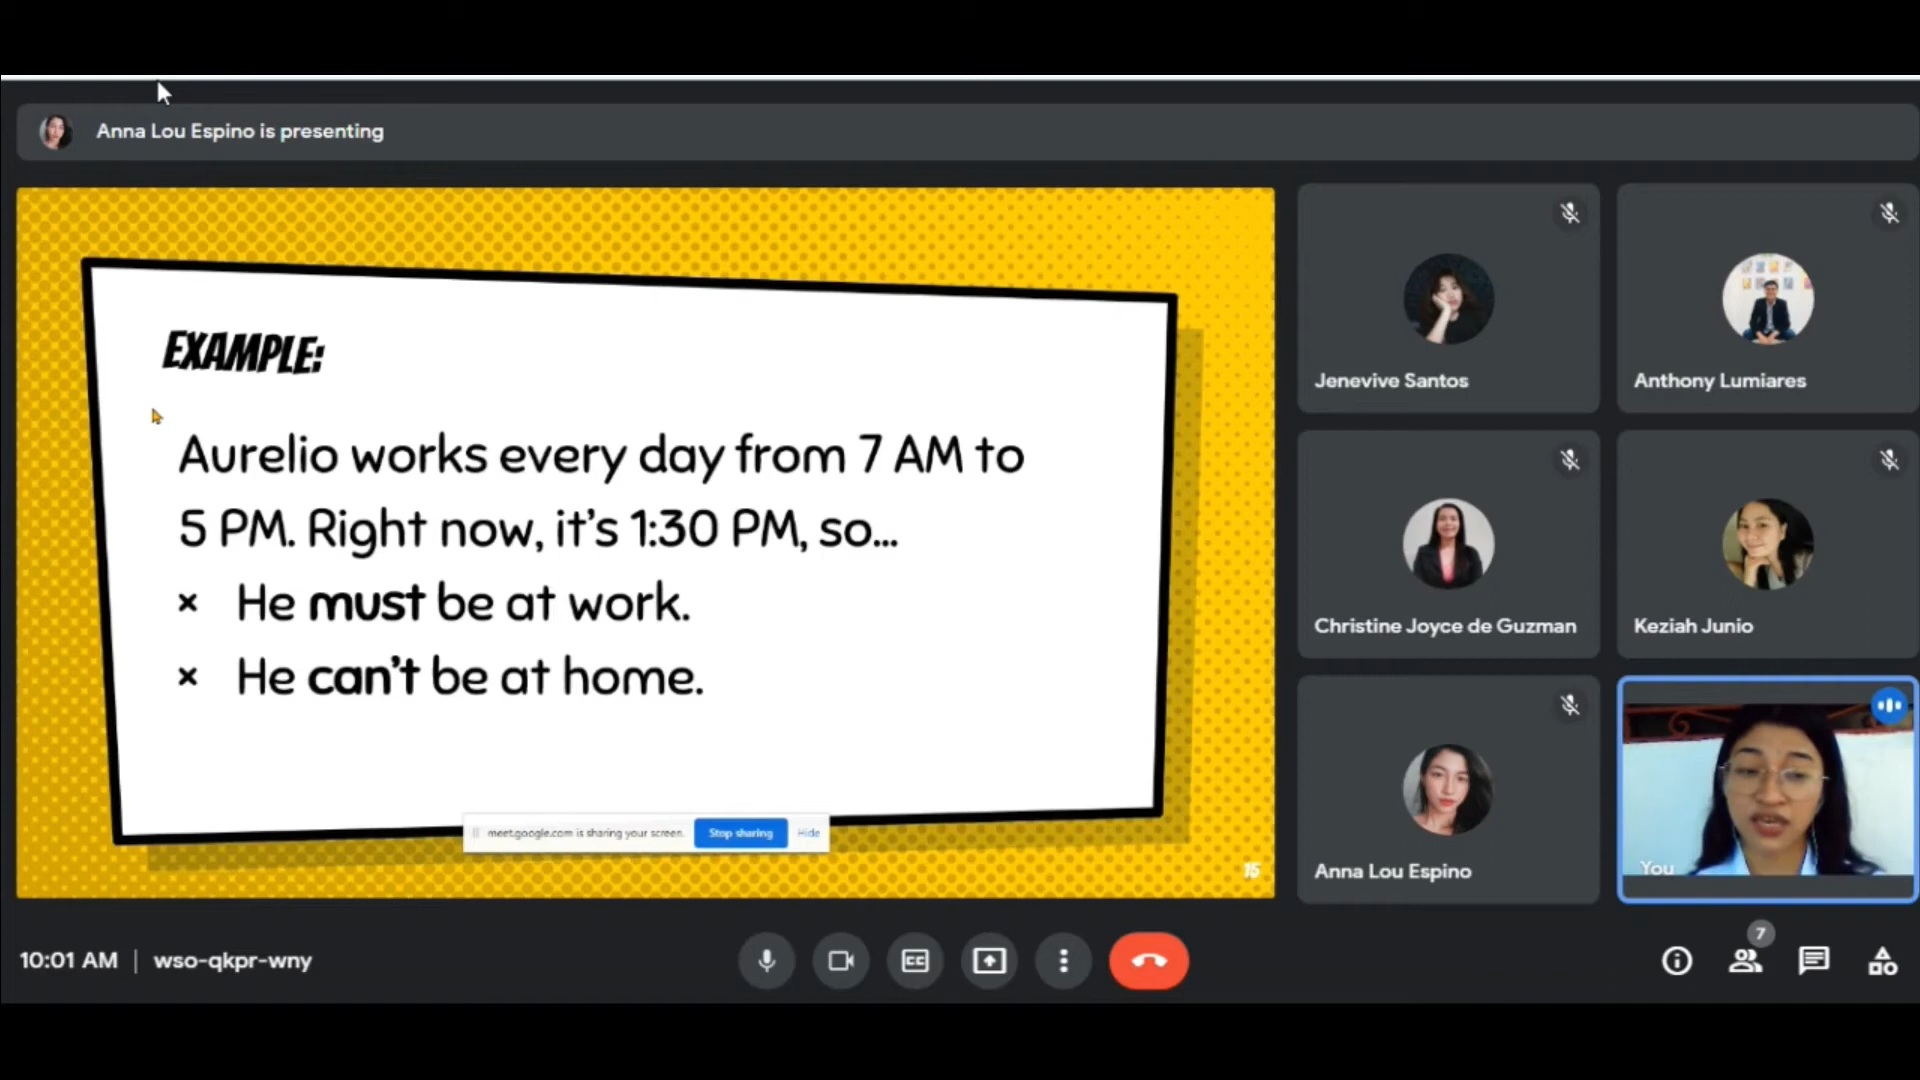 Anna Lou Espino is presenting
EXAMPLE:
Aurelio works every day from 7 AM to
5 PM. Right now, it's 1:30 PM, so...
× He must be at work.
× He can't be at home.
meet.google.com is sharing your screen. Stop sharing Hide
15
Jenevive Santos
Anthony Lumiares
Christine Joyce de Guzman
Keziah Junio
Anna Lou Espino
You
10:01 AM | wso-qkpr-wny
CC
7